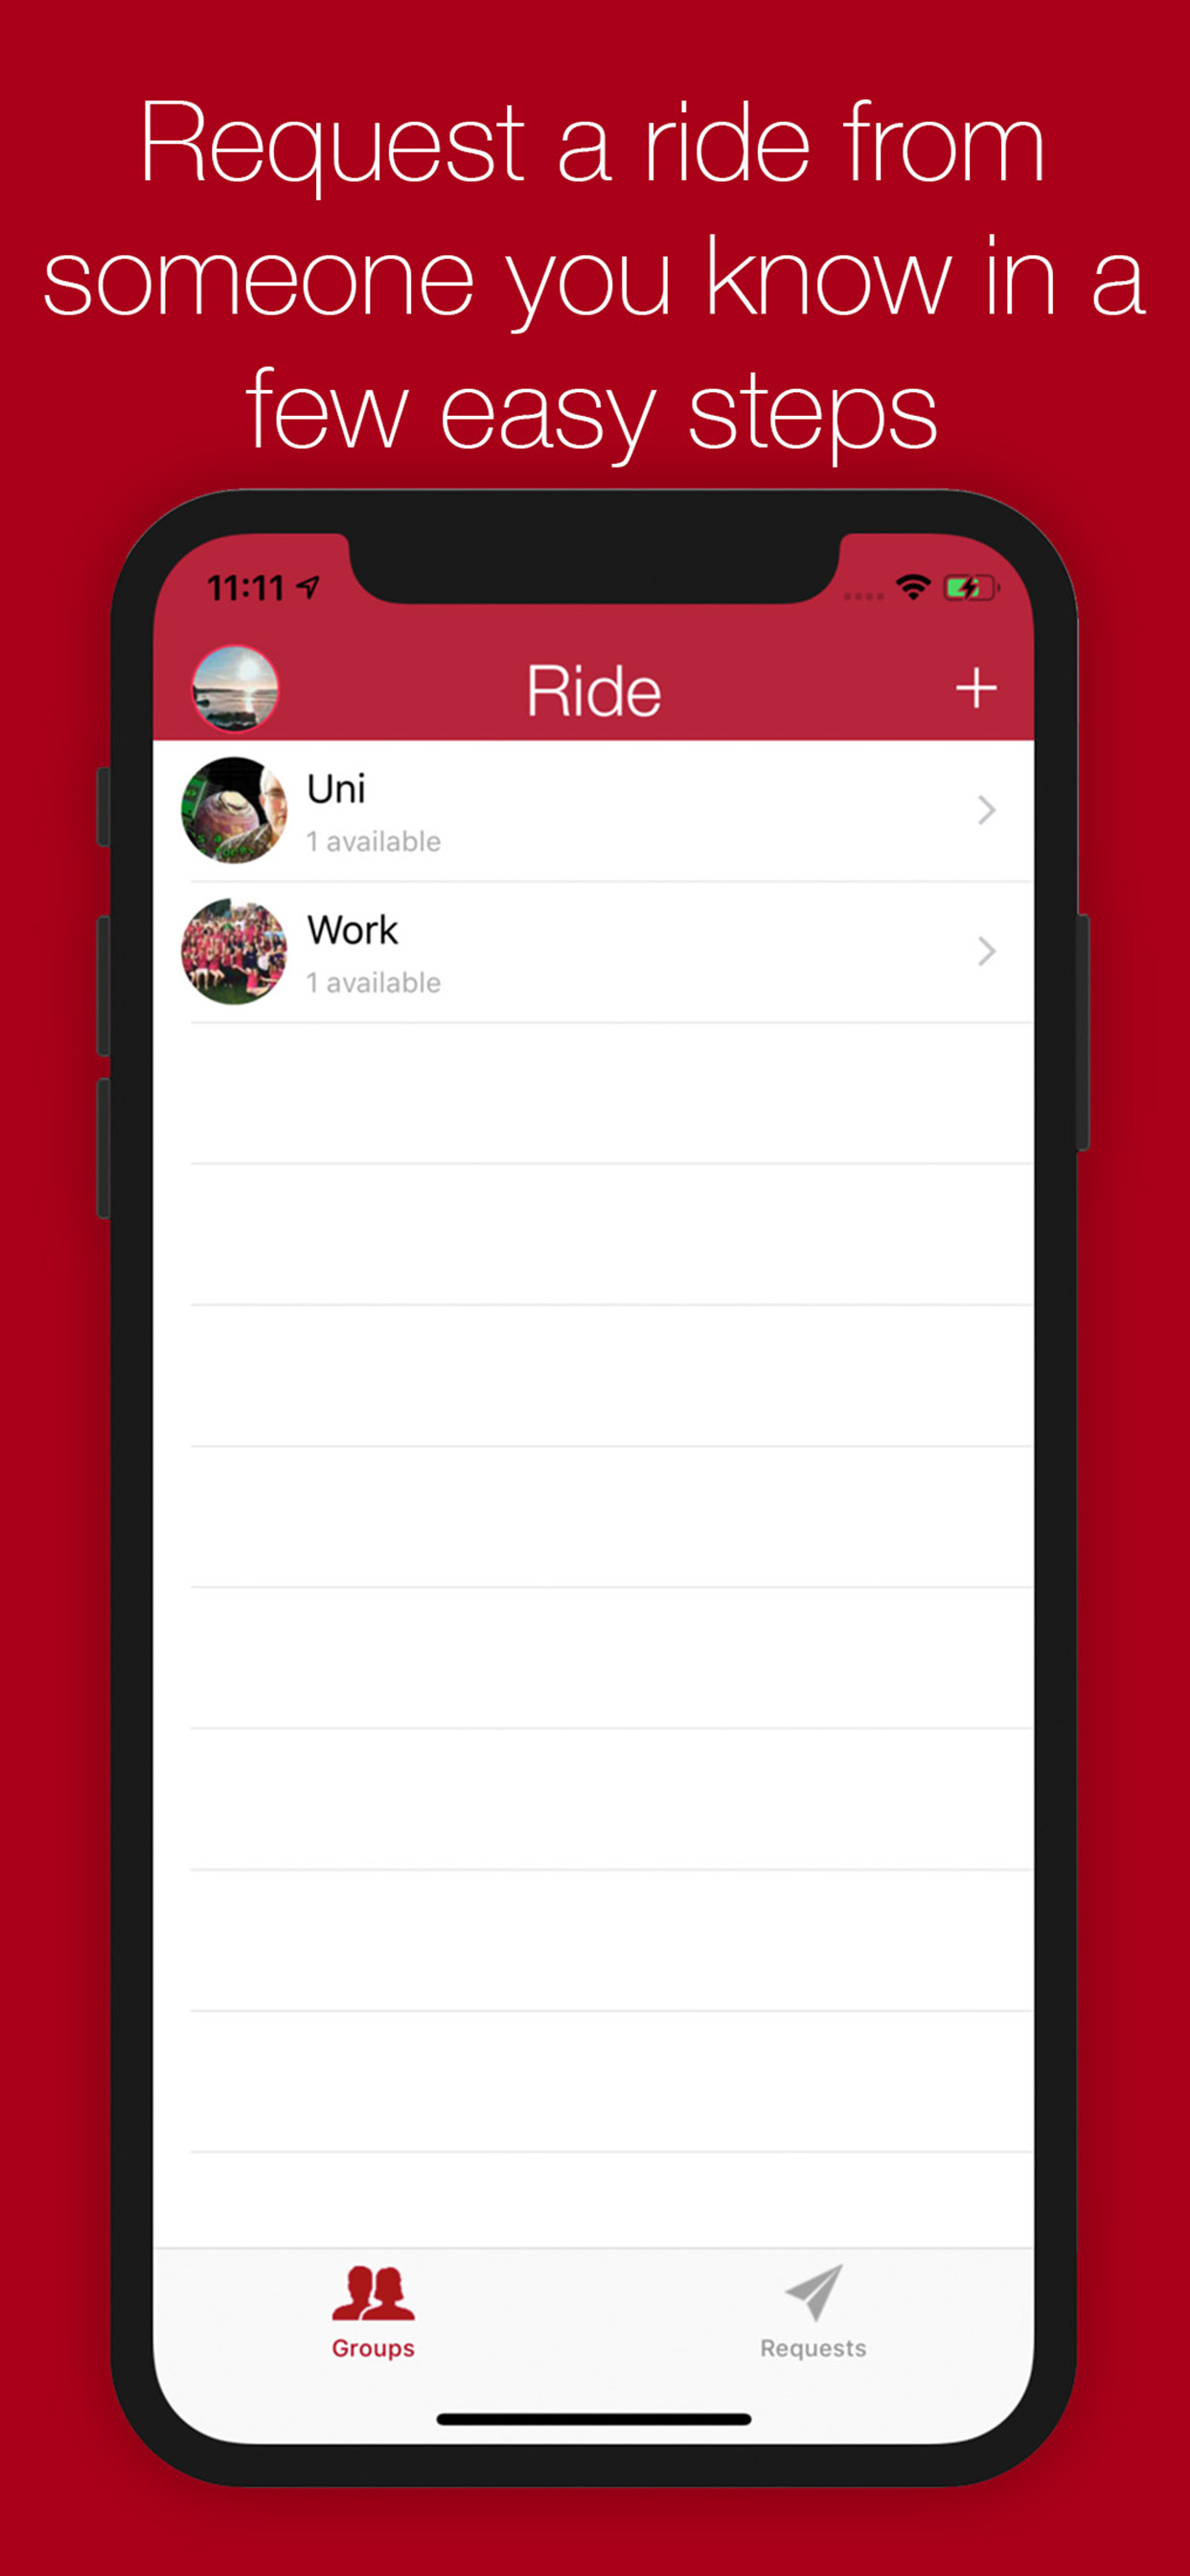 Request a ride from
someone you know in a
few easy steps
11:11
Ride
Uni
1 available
Work
1 available
Groups
Requests